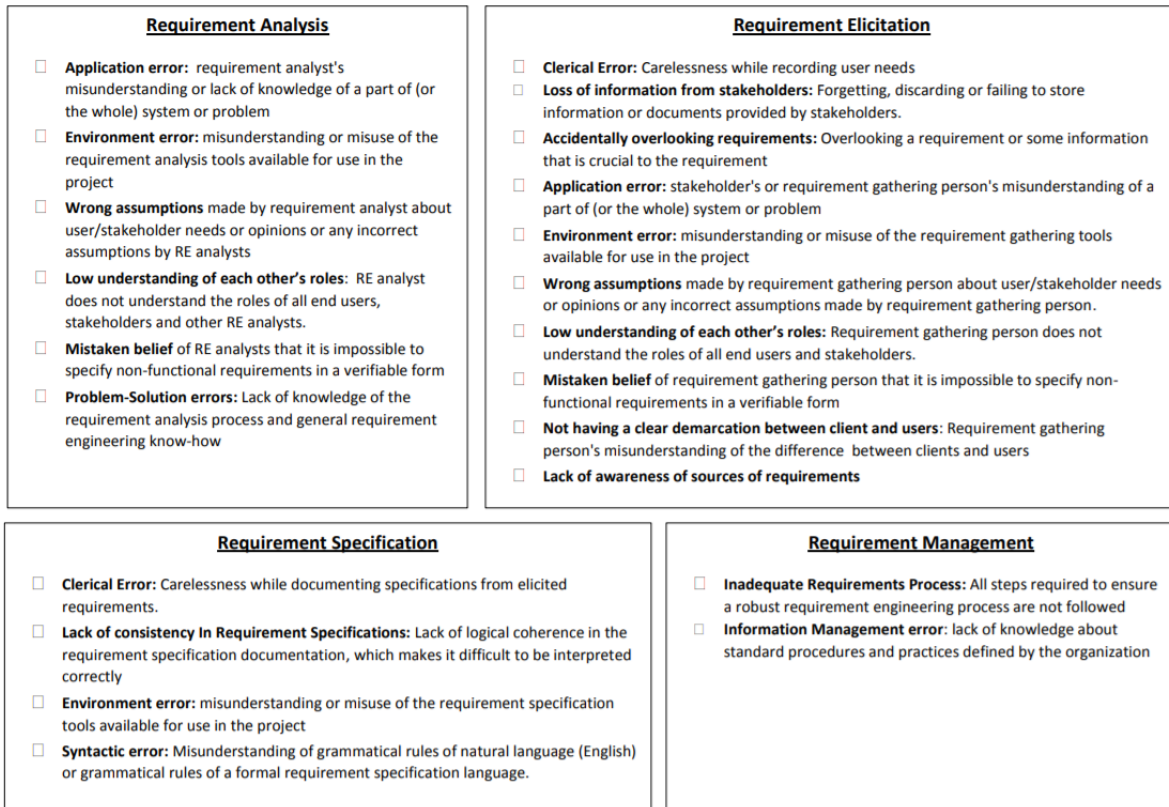 Requirement Analysis
☐ Application error: requirement analyst's
misunderstanding or lack of knowledge of a part of (or
the whole) system or problem
☐ Environment error: misunderstanding or misuse of the
requirement analysis tools available for use in the
project
☐ Wrong assumptions made by requirement analyst about
user/stakeholder needs or opinions or any incorrect
assumptions by RE analysts
☐ Low understanding of each other's roles: RE analyst
does not understand the roles of all end users,
stakeholders and other RE analysts.
☐ Mistaken belief of RE analysts that it is impossible to
specify non-functional requirements in a verifiable form
☐ Problem-Solution errors: Lack of knowledge of the
requirement analysis process and general requirement
engineering know-how
Requirement Elicitation
☐ Clerical Error: Carelessness while recording user needs
☐ Loss of information from stakeholders: Forgetting, discarding or failing to store
information or documents provided by stakeholders.
☐ Accidentally overlooking requirements: Overlooking a requirement or some information
that is crucial to the requirement
☐ Application error: stakeholder's or requirement gathering person's misunderstanding of a
part of (or the whole) system or problem
☐ Environment error: misunderstanding or misuse of the requirement gathering tools
available for use in the project
☐ Wrong assumptions made by requirement gathering person about user/stakeholder needs
or opinions or any incorrect assumptions made by requirement gathering person.
☐ Low understanding of each other's roles: Requirement gathering person does not
understand the roles of all end users and stakeholders.
☐ Mistaken belief of requirement gathering person that it is impossible to specify non-
functional requirements in a verifiable form
☐ Not having a clear demarcation between client and users: Requirement gathering
person's misunderstanding of the difference between clients and users
☐ Lack of awareness of sources of requirements
Requirement Specification
☐ Clerical Error: Carelessness while documenting specifications from elicited
requirements.
☐ Lack of consistency In Requirement Specifications: Lack of logical coherence in the
requirement specification documentation, which makes it difficult to be interpreted
correctly
☐ Environment error: misunderstanding or misuse of the requirement specification
tools available for use in the project
☐ Syntactic error: Misunderstanding of grammatical rules of natural language (English)
or grammatical rules of a formal requirement specification language.
Requirement Management
☐ Inadequate Requirements Process: All steps required to ensure
a robust requirement engineering process are not followed
☐ Information Management error: lack of knowledge about
standard procedures and practices defined by the organization